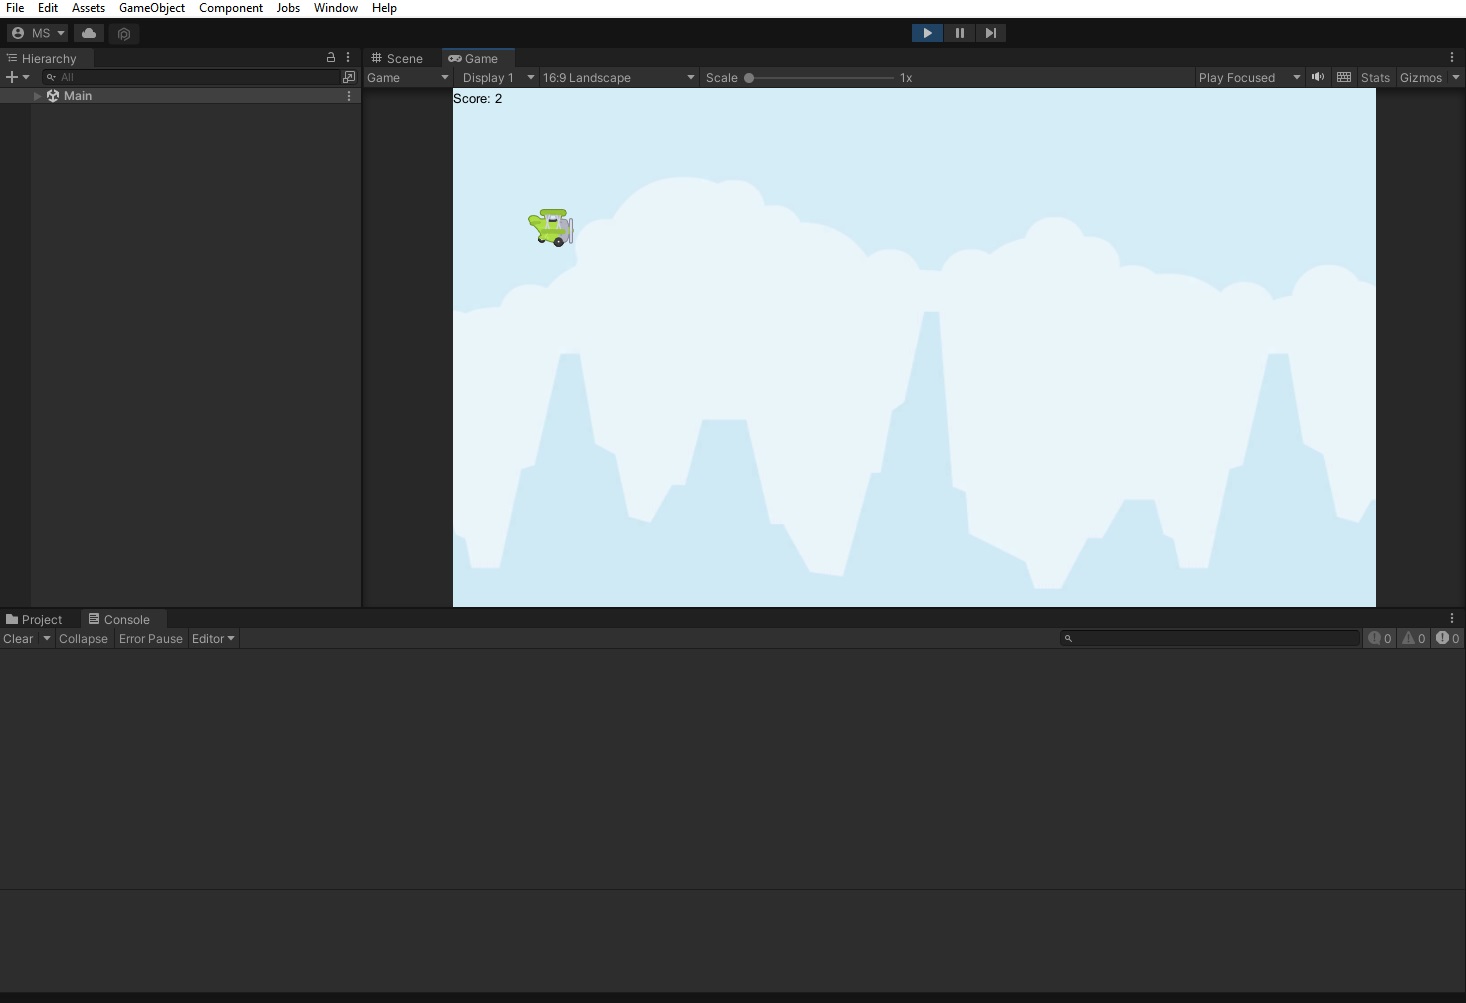 File Edit Assets GameObject Component Jobs Window Help
MS
Hierarchy
Scene Game
All
Game Display 1 16:9 Landscape Scale 1x Play Focused Stats Gizmos
Main
Score: 2
Project Console
Clear Collapse Error Pause Editor 0 0 0